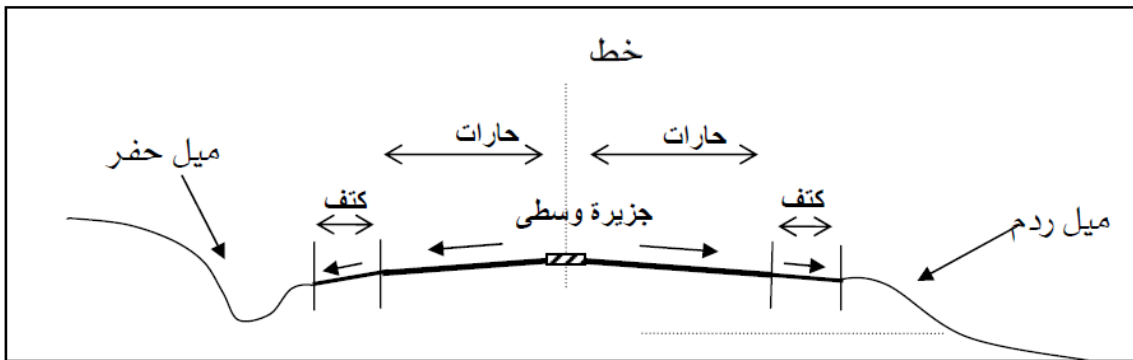 خط
حارات
حارات
ميل حفر
كتف
كتف
جزيرة وسطى
ميل ردم